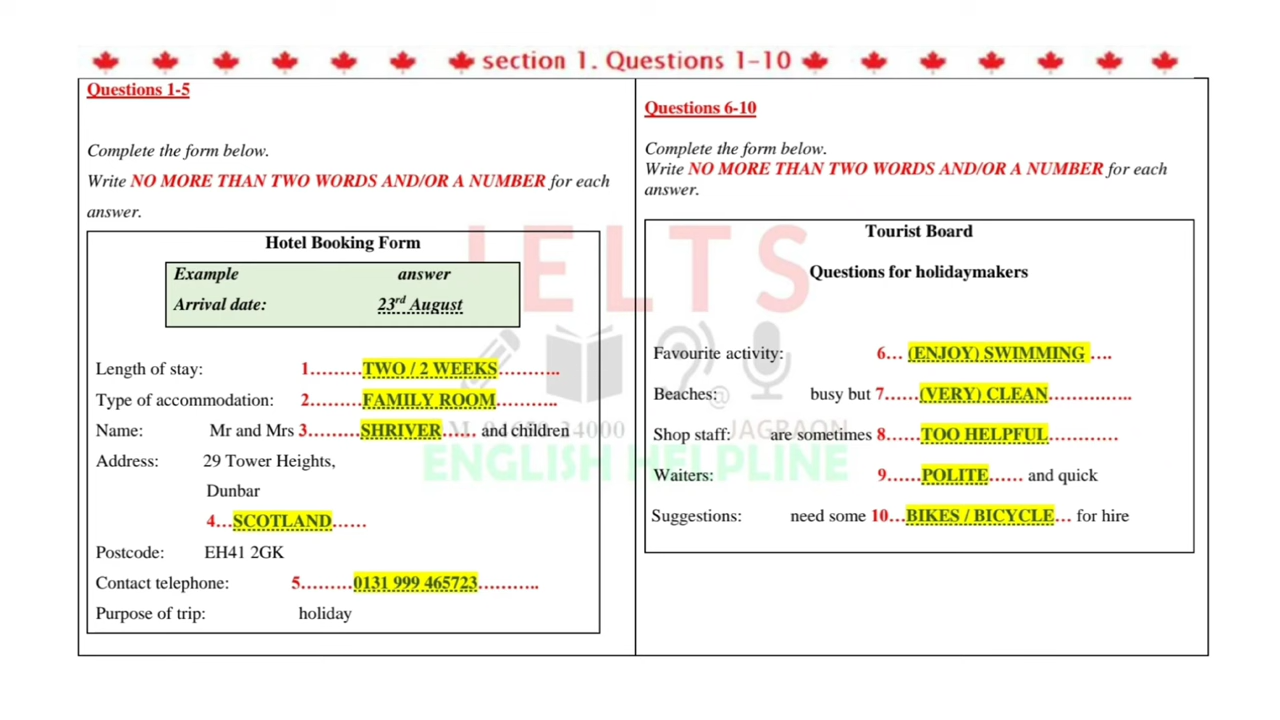 section 1. Questions 1-10
Questions 1-5
Complete the form below.
Write NO MORE THAN TWO WORDS AND/OR A NUMBER for each
answer.
Hotel Booking Form
Example answer
Arrival date: 23rd August
Length of stay: 1………TWO / 2 WEEKS………..
Type of accommodation: 2………FAMILY ROOM………..
Name: Mr and Mrs 3………SHRIVER…… and children
Address: 29 Tower Heights,
Dunbar
4…SCOTLAND……
Postcode: EH41 2GK
Contact telephone: 5………0131 999 465723………..
Purpose of trip: holiday
Questions 6-10
Complete the form below.
Write NO MORE THAN TWO WORDS AND/OR A NUMBER for each
answer.
Tourist Board
Questions for holidaymakers
Favourite activity: 6… (ENJOY) SWIMMING ….
Beaches: busy but 7……(VERY) CLEAN……….…..
Shop staff: are sometimes 8……TOO HELPFUL…………
Waiters: 9……POLITE…… and quick
Suggestions: need some 10…BIKES / BICYCLE… for hire
IELTS
@
JAGRAON
ENGLISH HELPLINE